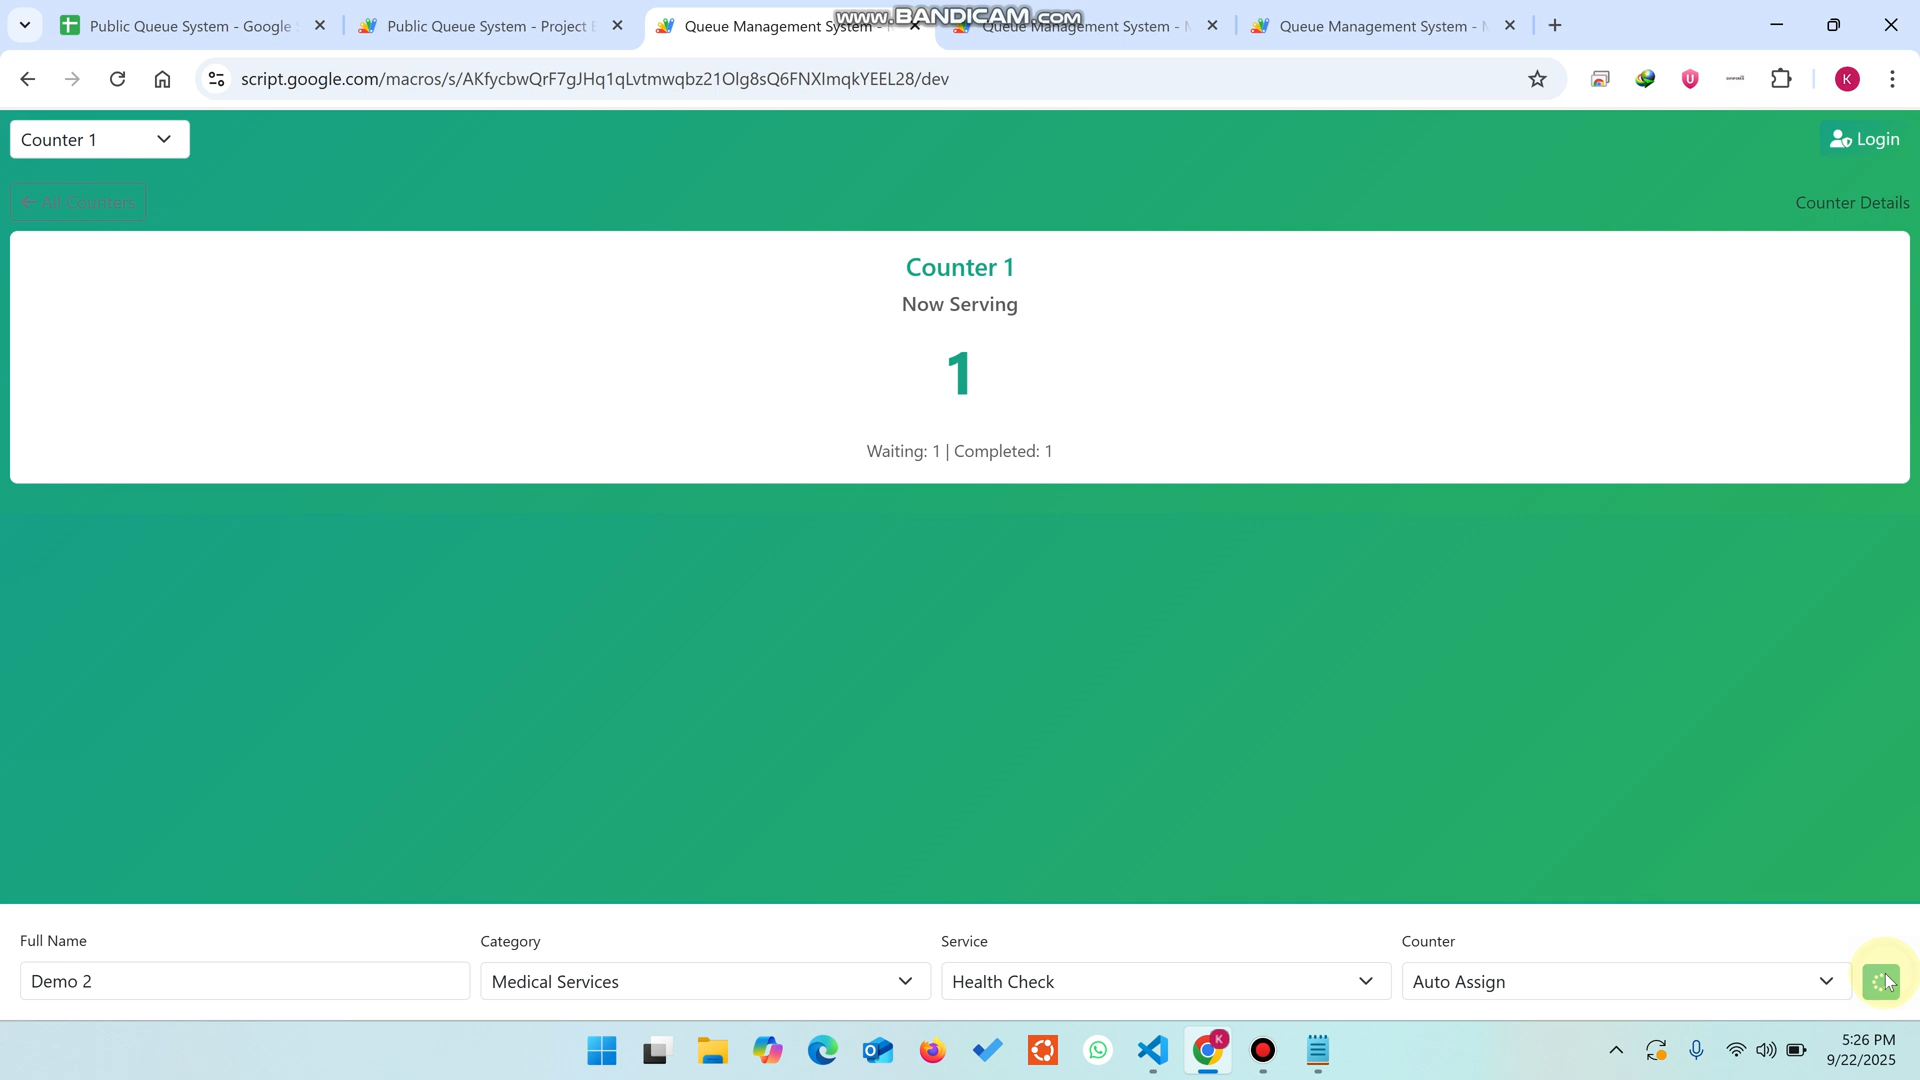 Public Queue System - Google
Public Queue System - Project
Queue Management System -
Queue Management System -
Queue Management System -
www.BANDICAM.com
script.google.com/macros/s/AKfycbwQrF7gJHq1qLvtmwqbz21Olg8sQ6FNXImqkYEEL28/dev
K
Counter 1
Login
All Counters
Counter Details
Counter 1
Now Serving
1
Waiting: 1 | Completed: 1
Full Name
Category
Service
Counter
Demo 2
Medical Services
Health Check
Auto Assign
K
5:26 PM
9/22/2025